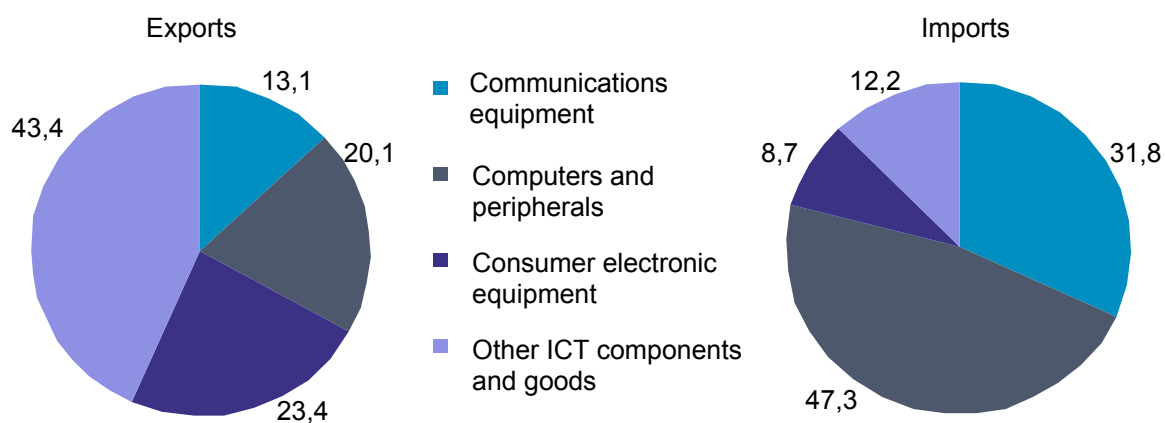 Exports
13,1
20,1
23,4
43,4
Communications
equipment
Computers and
peripherals
Consumer electronic
equipment
Other ICT components
and goods
Imports
31,8
47,3
8,7
12,2